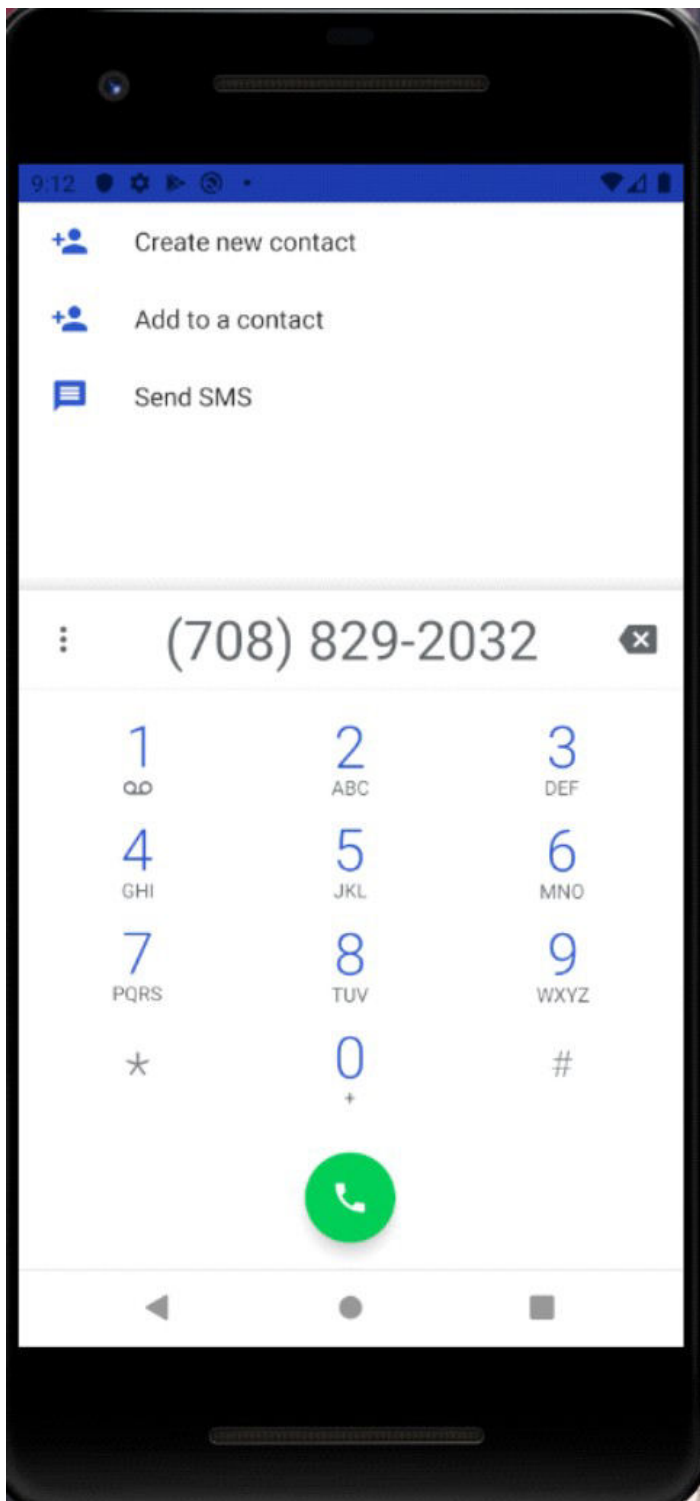 9:12
Create new contact
Add to a contact
Send SMS
(708) 829-2032
1 2 3
ABC DEF
4 5 6
GHI JKL MNO
7 8 9
PQRS TUV WXYZ
* 0 #
+